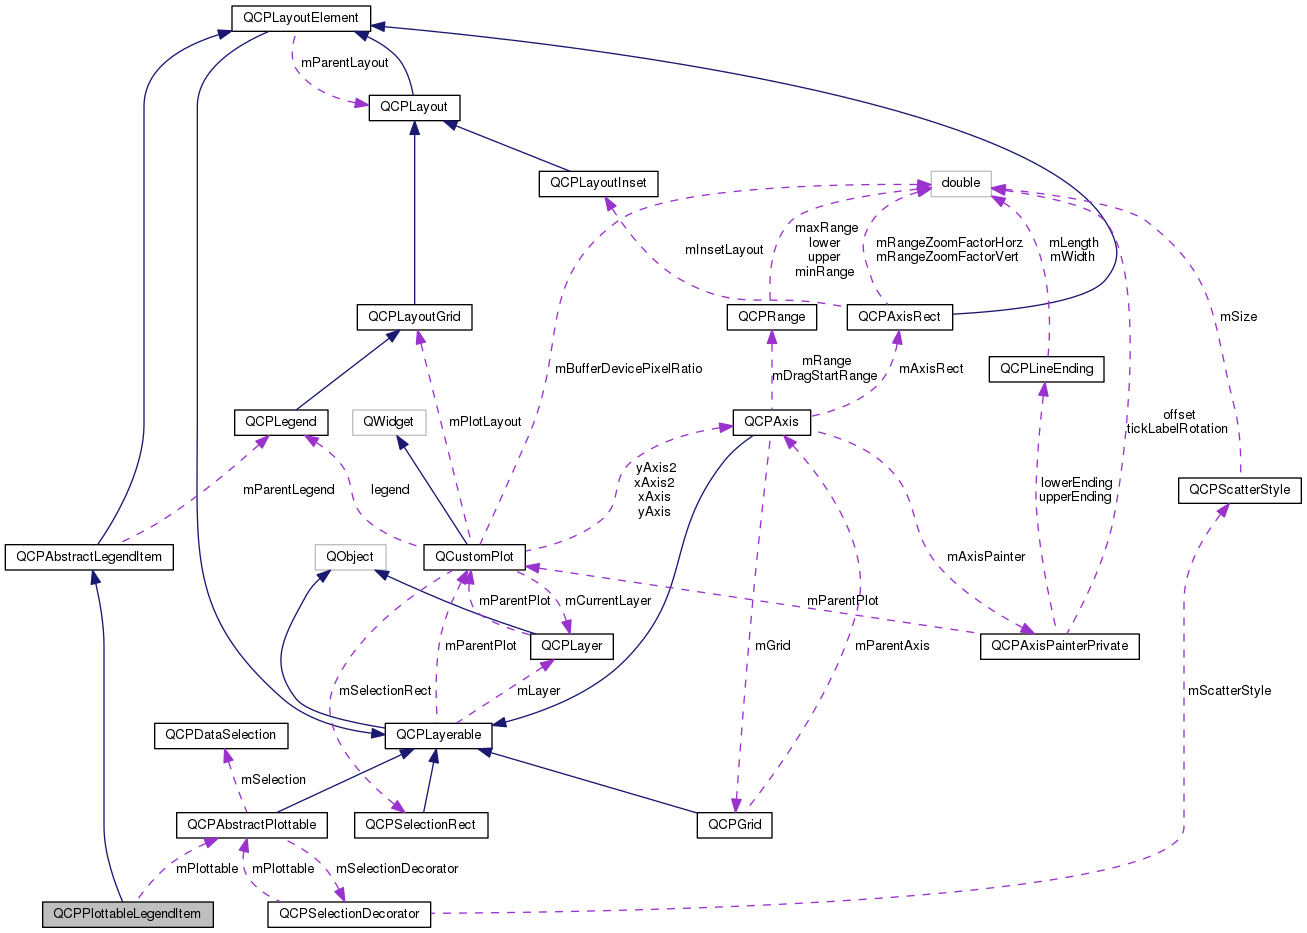 QCPLayoutElement
mParentLayout
QCPLayout
QCPLayoutInset
double
maxRange
lower
upper
minRange
mRangeZoomFactorHorz
mRangeZoomFactorVert
mLength
mWidth
mInsetLayout
QCPLayoutGrid
QCPRange
QCPAxisRect
mSize
mBufferDevicePixelRatio
mRange
mDragStartRange
mAxisRect
QCPLineEnding
QCPLegend
QWidget
mPlotLayout
QCPAxis
offset
tickLabelRotation
mParentLegend
legend
yAxis2
xAxis2
xAxis
yAxis
lowerEnding
upperEnding
QCPScatterStyle
QCPAbstractLegendItem
QObject
QCustomPlot
mAxisPainter
mParentPlot
mCurrentLayer
mParentPlot
mParentPlot
QCPLayer
mGrid
mParentAxis
QCPAxisPainterPrivate
mSelectionRect
mLayer
mScatterStyle
QCPDataSelection
QCPLayerable
mSelection
QCPAbstractPlottable
QCPSelectionRect
QCPGrid
mPlottable
mPlottable
mSelectionDecorator
QCPPlottableLegendItem
QCPSelectionDecorator